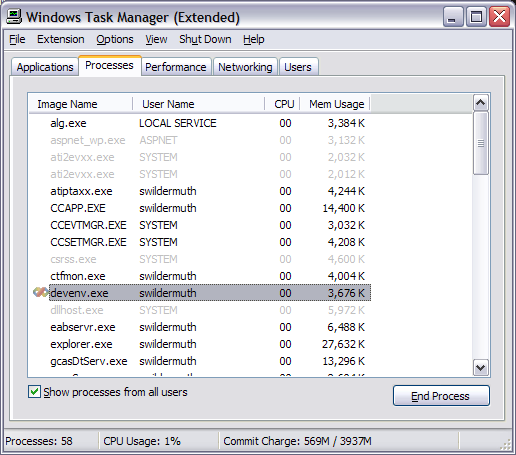 Windows Task Manager (Extended)
File Extension Options View Shut Down Help
Applications Processes Performance Networking Users
Image Name User Name CPU Mem Usage
alg.exe LOCAL SERVICE 00 3,384 K
aspnet_wp.exe ASPNET 00 3,132 K
ati2evxx.exe SYSTEM 00 2,032 K
ati2evxx.exe SYSTEM 00 2,012 K
atiptaxx.exe swildermuth 00 4,244 K
CCAPP.EXE swildermuth 00 14,400 K
CCEVTMGR.EXE SYSTEM 00 3,032 K
CCSETMGR.EXE SYSTEM 00 4,208 K
csrss.exe SYSTEM 00 4,600 K
ctfmon.exe swildermuth 00 4,004 K
devenv.exe swildermuth 00 3,676 K
dllhost.exe SYSTEM 00 5,972 K
eabservr.exe swildermuth 00 6,488 K
explorer.exe swildermuth 00 27,632 K
gcasDtServ.exe swildermuth 00 13,296 K
Show processes from all users
End Process
Processes: 58 CPU Usage: 1% Commit Charge: 569M / 3937M